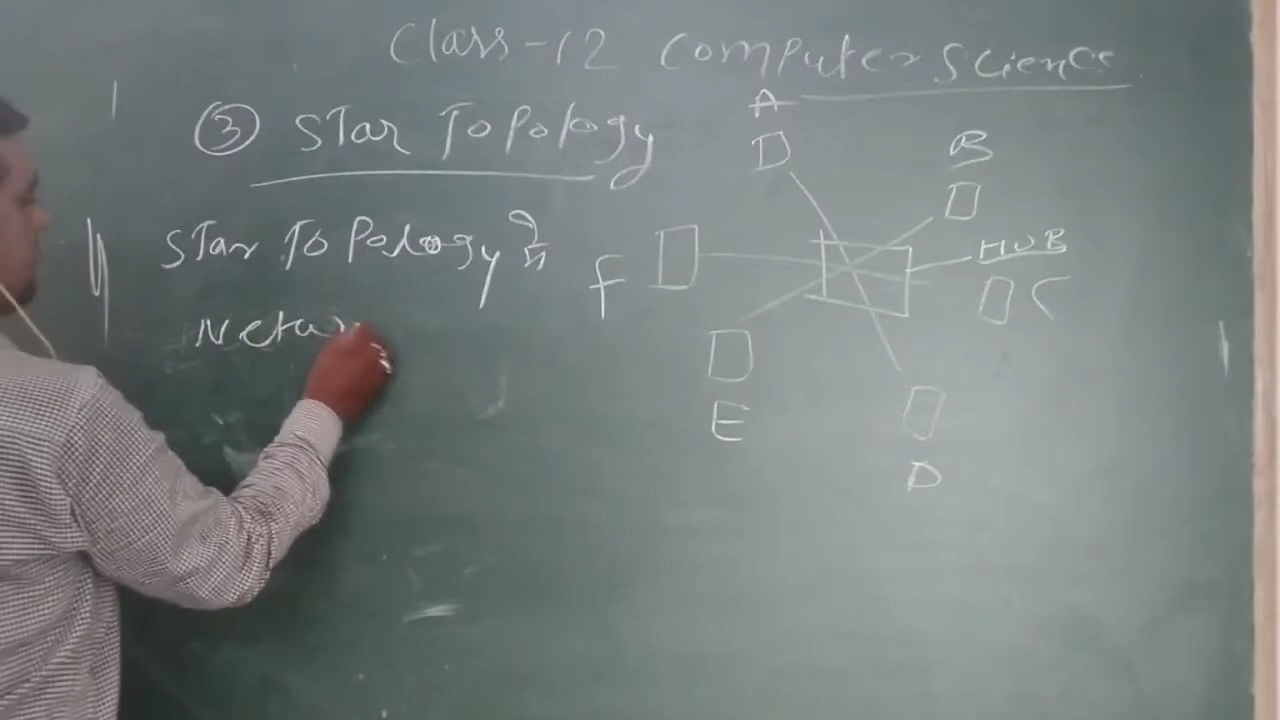 Class-12 Computer Science
③ Star Topology
Star Topology में
Netw
A
B
HUB
C
F
E
D